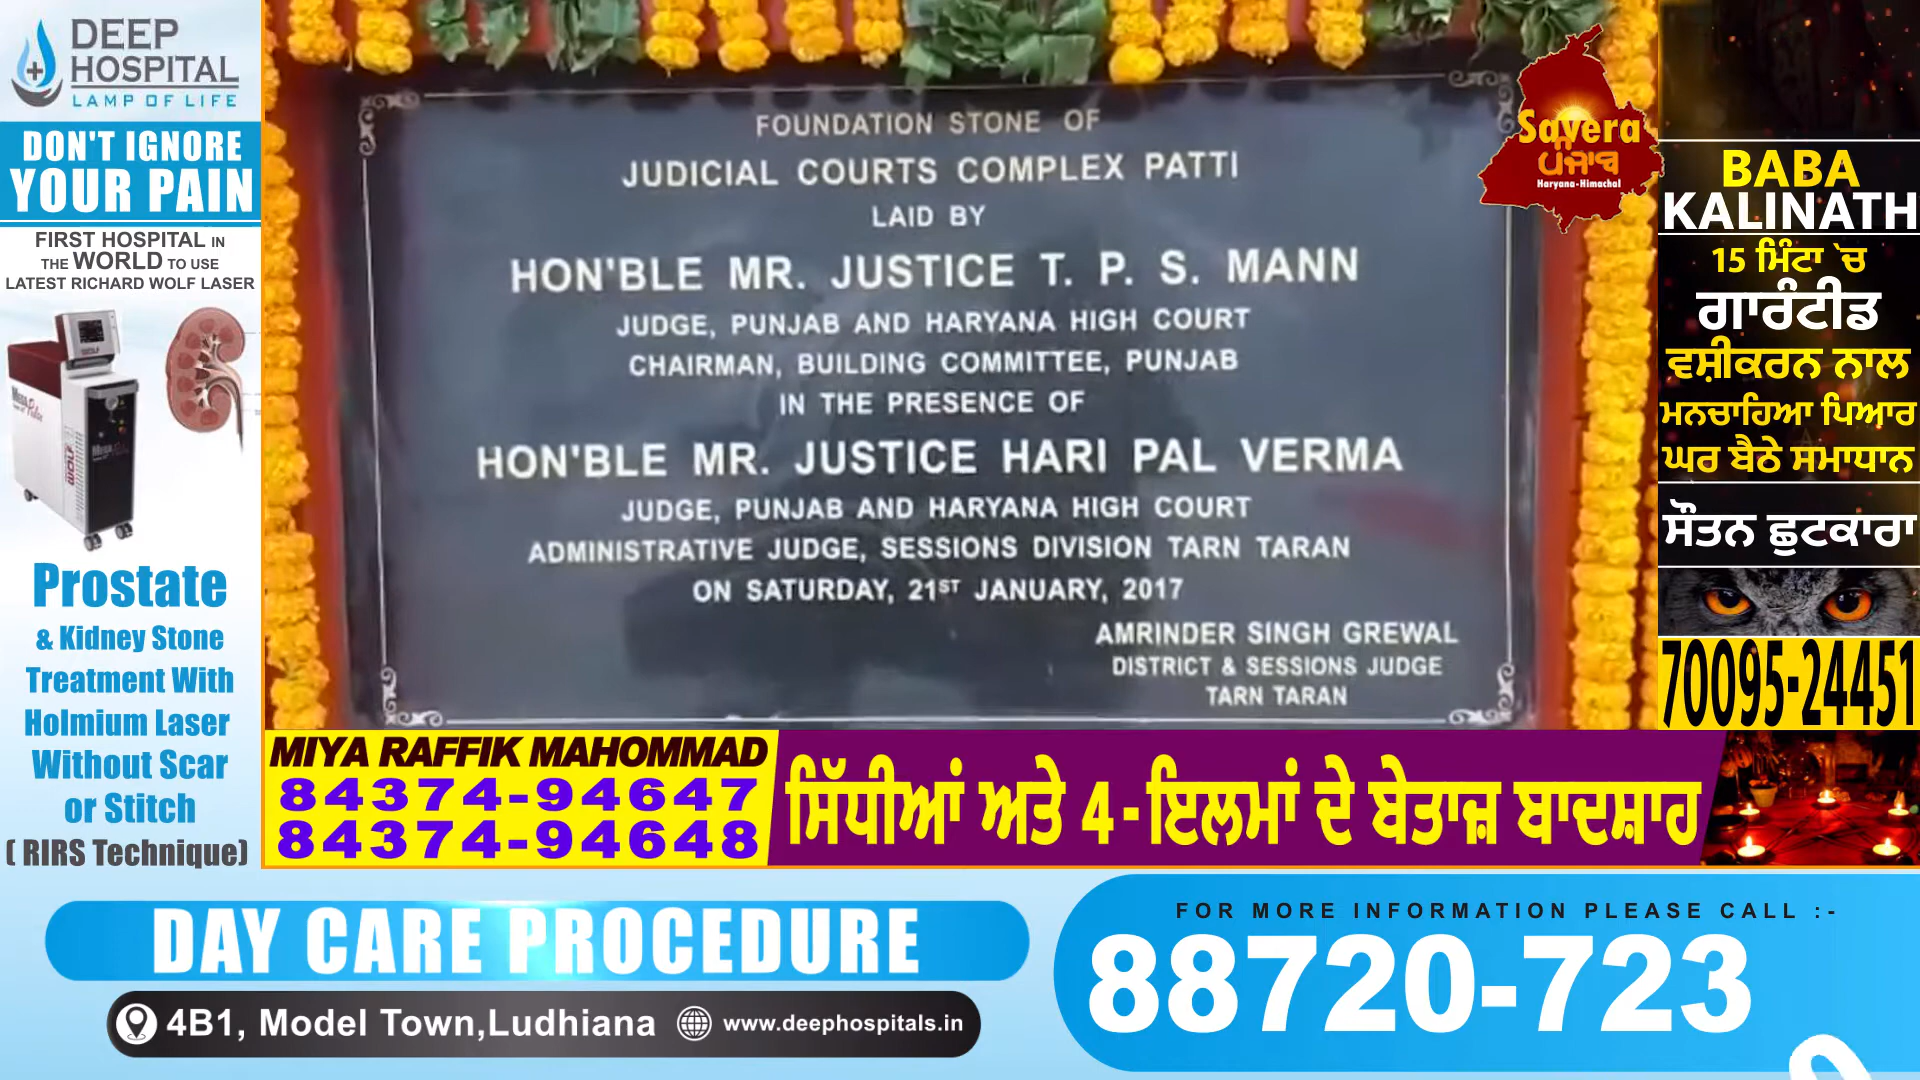 DEEP
HOSPITAL
LAMP OF LIFE
DON'T IGNORE
YOUR PAIN
FIRST HOSPITAL IN
THE WORLD TO USE
LATEST RICHARD WOLF LASER
WOLF
Prostate
& Kidney Stone
Treatment With
Holmium Laser
Without Scar
or Stitch
( RIRS Technique)
FOUNDATION STONE OF
JUDICIAL COURTS COMPLEX PATTI
LAID BY
HON'BLE MR. JUSTICE T. P. S. MANN
JUDGE, PUNJAB AND HARYANA HIGH COURT
CHAIRMAN, BUILDING COMMITTEE, PUNJAB
IN THE PRESENCE OF
HON'BLE MR. JUSTICE HARI PAL VERMA
JUDGE, PUNJAB AND HARYANA HIGH COURT
ADMINISTRATIVE JUDGE, SESSIONS DIVISION TARN TARAN
ON SATURDAY, 21ST JANUARY, 2017
AMRINDER SINGH GREWAL
DISTRICT & SESSIONS JUDGE
TARN TARAN
Savera
ਪੰਜਾਬ
Haryana-Himachal
BABA
KALINATH
15 ਮਿੰਟਾ `ਚ
ਗਾਰੰਟੀਡ
ਵਸ਼ੀਕਰਨ ਨਾਲ
ਮਨਚਾਹਿਆ ਪਿਆਰ
ਘਰ ਬੈਠੇ ਸਮਾਧਾਨ
ਸੌਤਨ ਛੁਟਕਾਰਾ
70095-24451
MIYA RAFFIK MAHOMMAD
84374-94647
84374-94648
ਸਿੱਧੀਆਂ ਅਤੇ 4-ਇਲਮਾਂ ਦੇ ਬੇਤਾਜ਼ ਬਾਦਸ਼ਾਹ
DAY CARE PROCEDURE
4B1, Model Town,Ludhiana
www.deephospitals.in
FOR MORE INFORMATION PLEASE CALL :-
88720-723